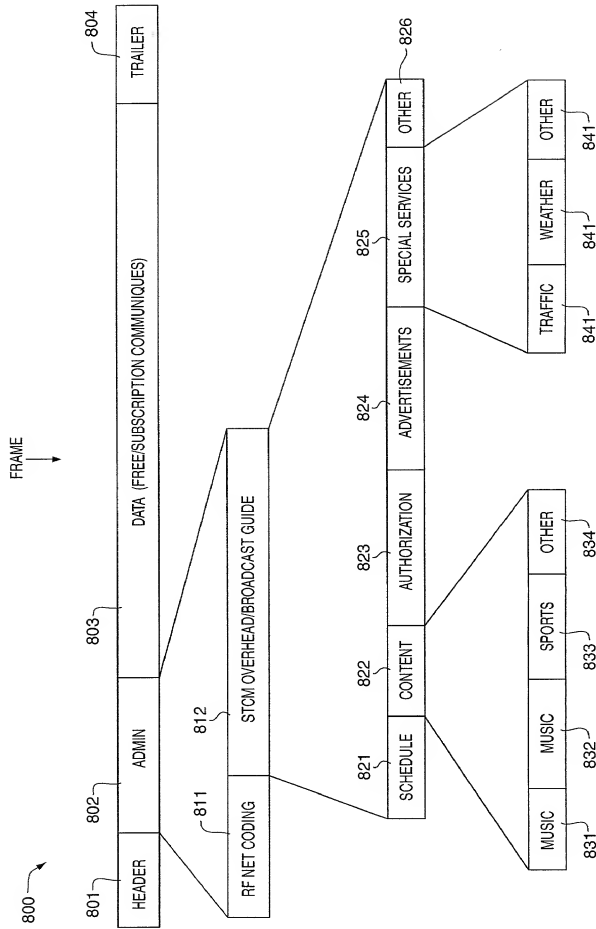 800
FRAME
801
802
803
804
HEADER
ADMIN
DATA (FREE/SUBSCRIPTION COMMUNIQUES)
TRAILER
811
812
RF NET CODING
STCM OVERHEAD/BROADCAST GUIDE
821
822
823
824
825
826
SCHEDULE
CONTENT
AUTHORIZATION
ADVERTISEMENTS
SPECIAL SERVICES
OTHER
MUSIC
MUSIC
SPORTS
OTHER
TRAFFIC
WEATHER
OTHER
831
832
833
834
841
841
841